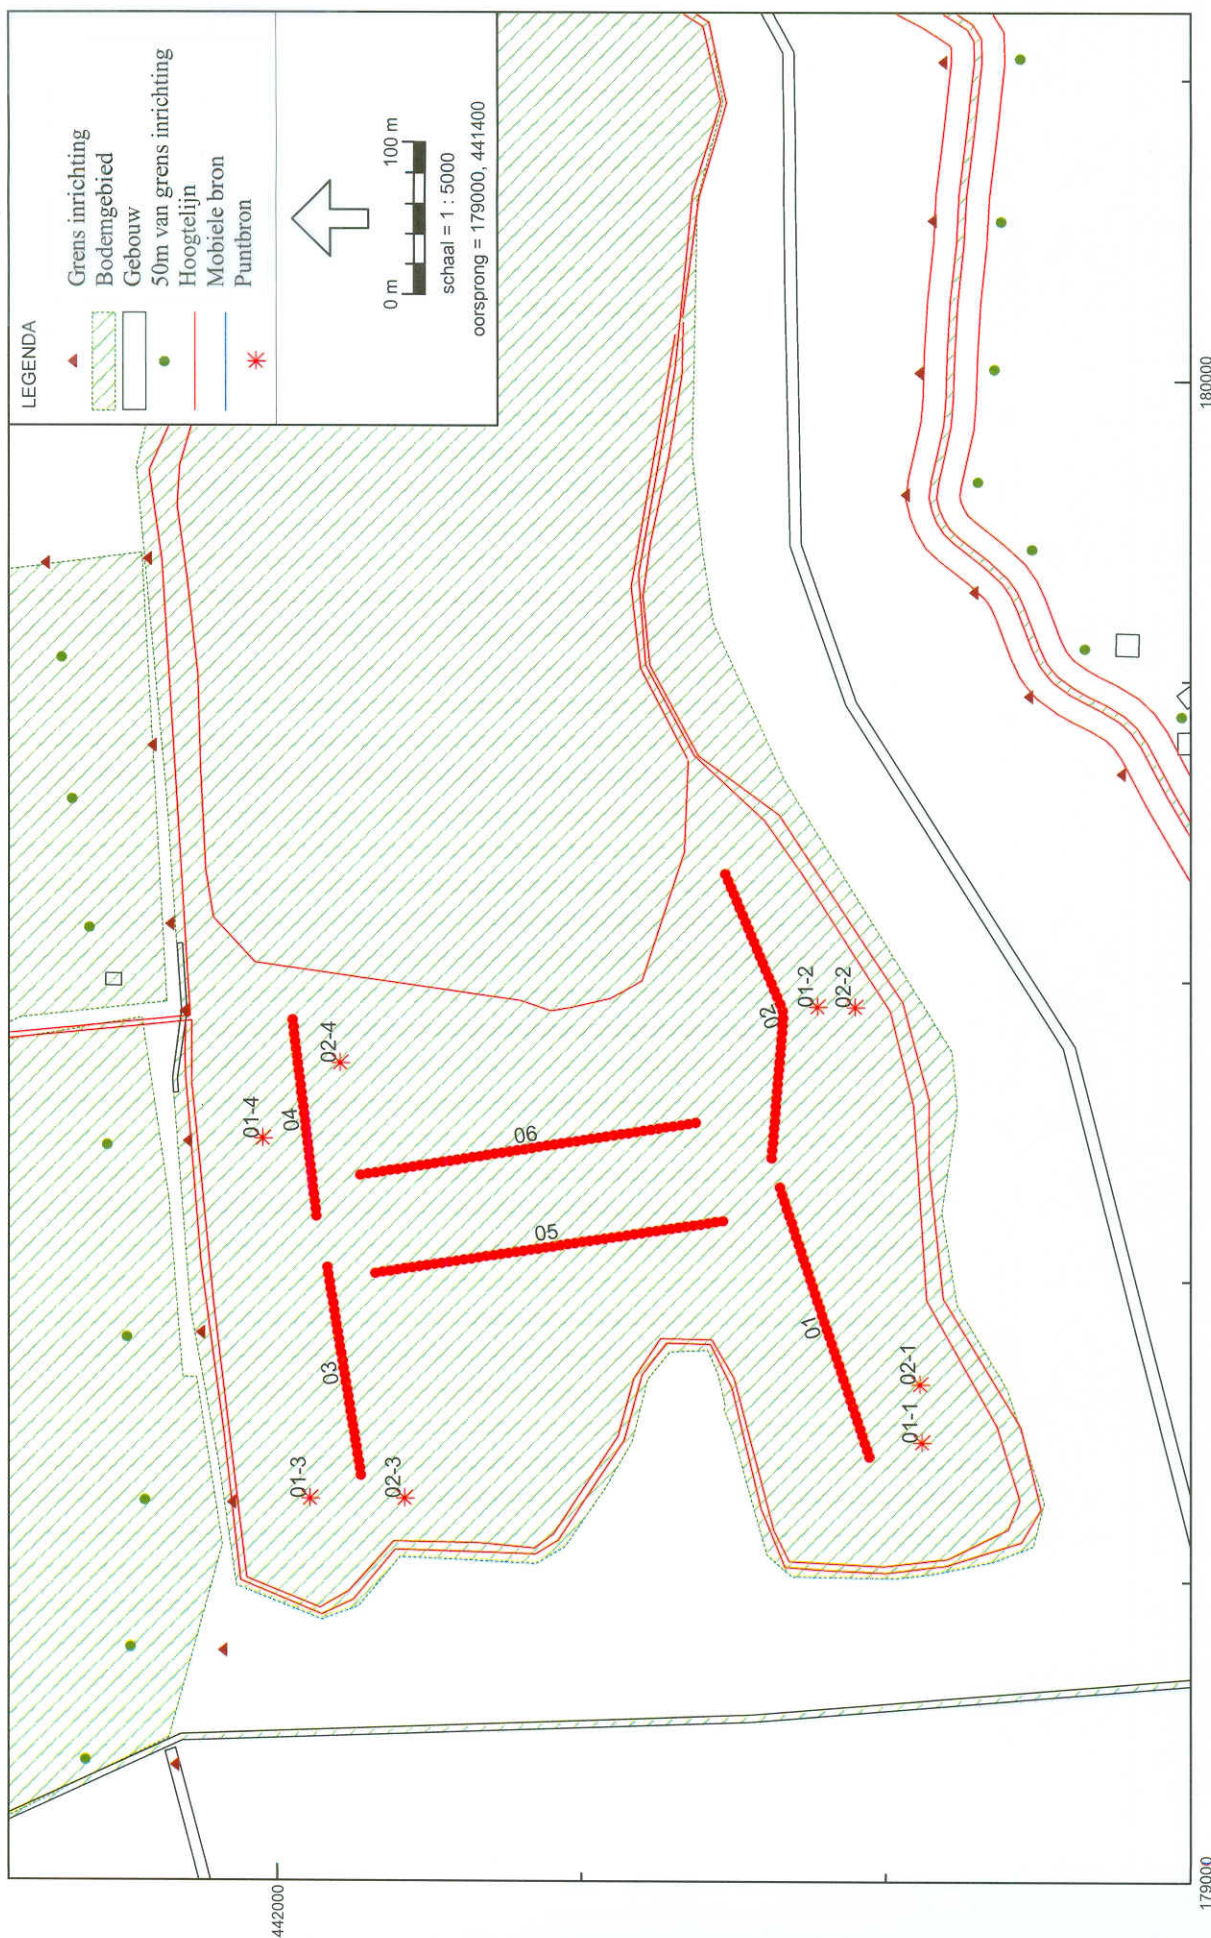 LEGENDA
Grens inrichting
Bodemgebied
Gebouw
50m van grens inrichting
Hoogtelijn
Mobiele bron
Puntbron
0 m 100 m
schaal = 1 : 5000
oorsprong = 179000, 441400
01-3
02-3
03
01-4
04
02-4
05
06
01-1
02-1
01
02
01-2
02-2
442000
179000
180000